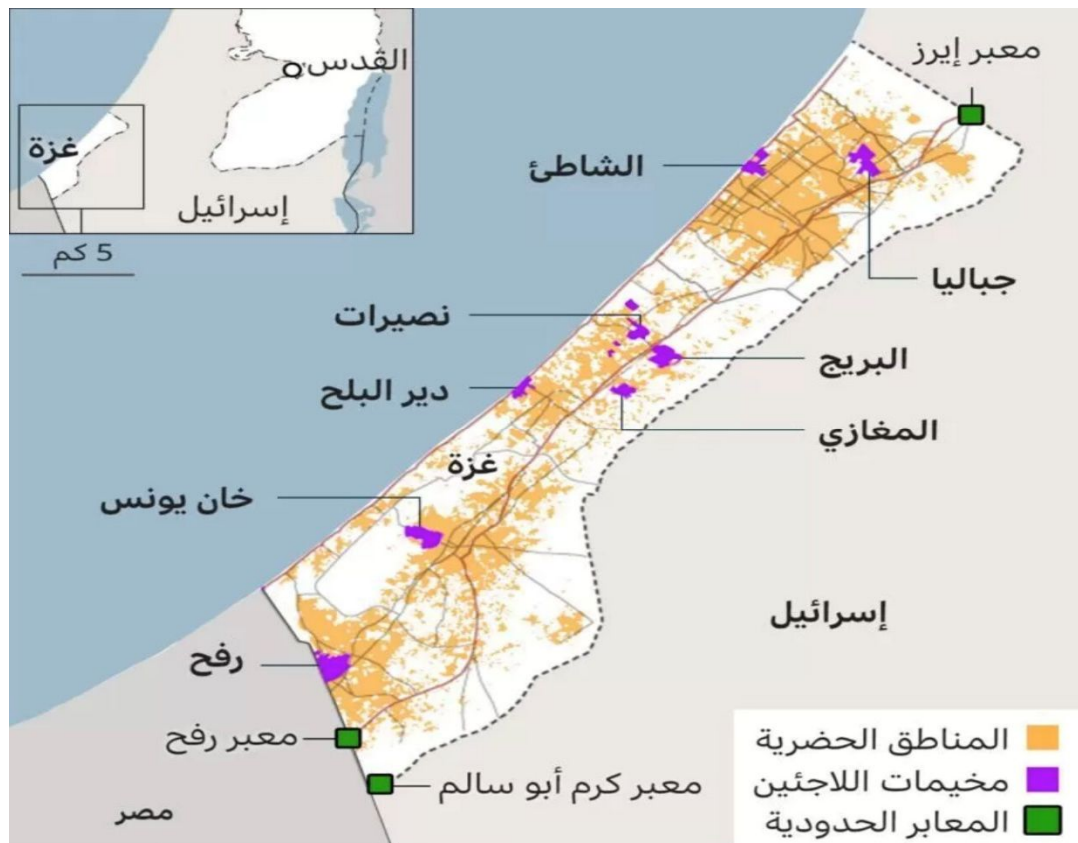 القدس
غزة
إسرائيل
5 كم
معبر إيرز
الشاطئ
جباليا
نصيرات
البريج
دير البلح
المغازي
غزة
خان يونس
إسرائيل
رفح
معبر رفح
معبر كرم أبو سالم
مصر
المناطق الحضرية
مخيمات اللاجئين
المعابر الحدودية